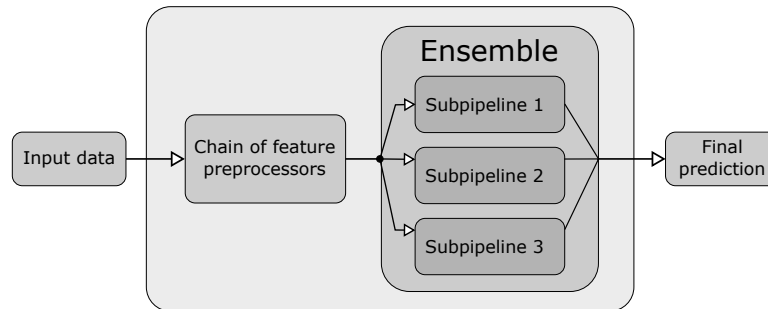 Ensemble
Subpipeline 1
Input data
Chain of feature
preprocessors
Subpipeline 2
Final
prediction
Subpipeline 3